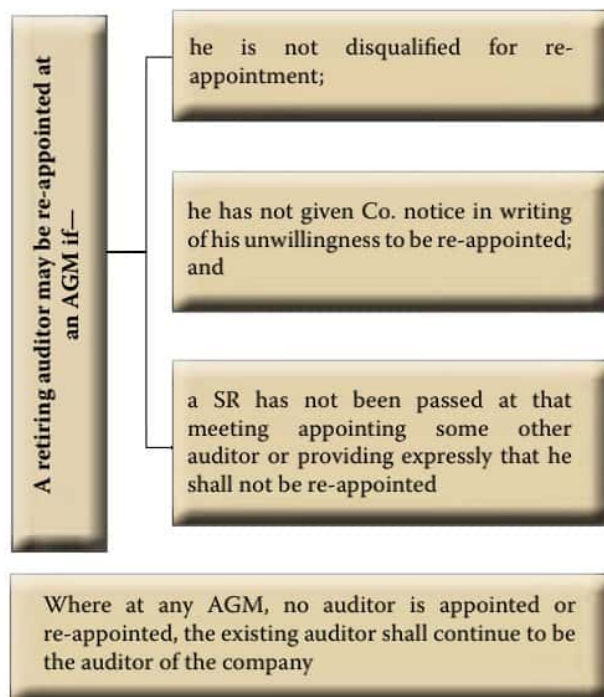 A retiring auditor may be re-appointed at
an AGM if—
he is not disqualified for re-
appointment;
he has not given Co. notice in writing
of his unwillingness to be re-appointed;
and
a SR has not been passed at that
meeting appointing some other
auditor or providing expressly that he
shall not be re-appointed
Where at any AGM, no auditor is appointed or
re-appointed, the existing auditor shall continue to be
the auditor of the company